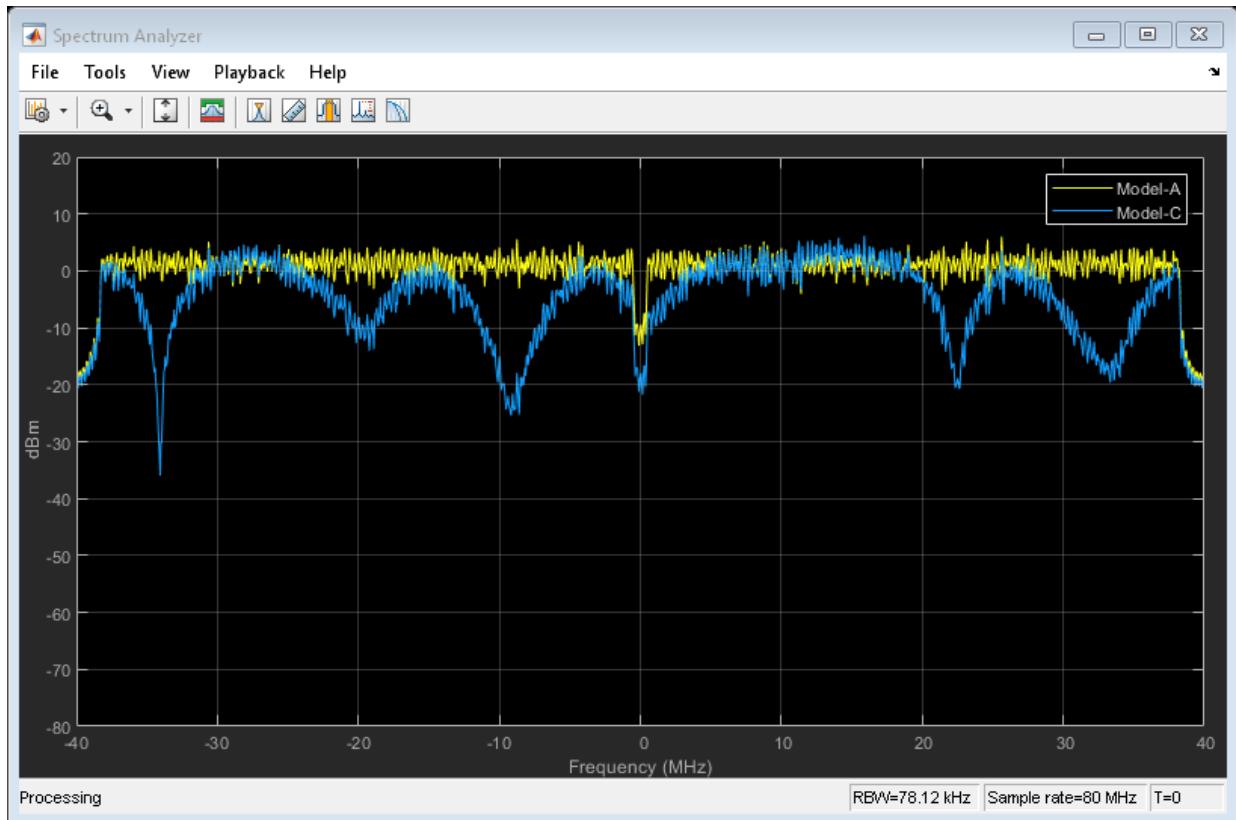 Spectrum Analyzer
File Tools View Playback Help
20
10
0
-10
-20
-30
-40
-50
-60
-70
-80
dBm
Model-A
Model-C
-40 -30 -20 -10 0 10 20 30 40
Frequency (MHz)
Processing RBW=78.12 kHz Sample rate=80 MHz T=0